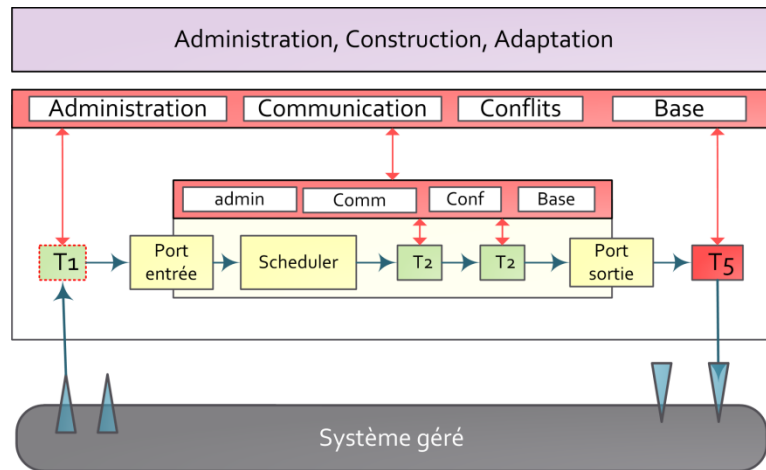 Administration, Construction, Adaptation
Administration
Communication
Conflits
Base
admin
Comm
Conf
Base
T1
Port
entrée
Scheduler
T2
T2
Port
sortie
T5
Système géré